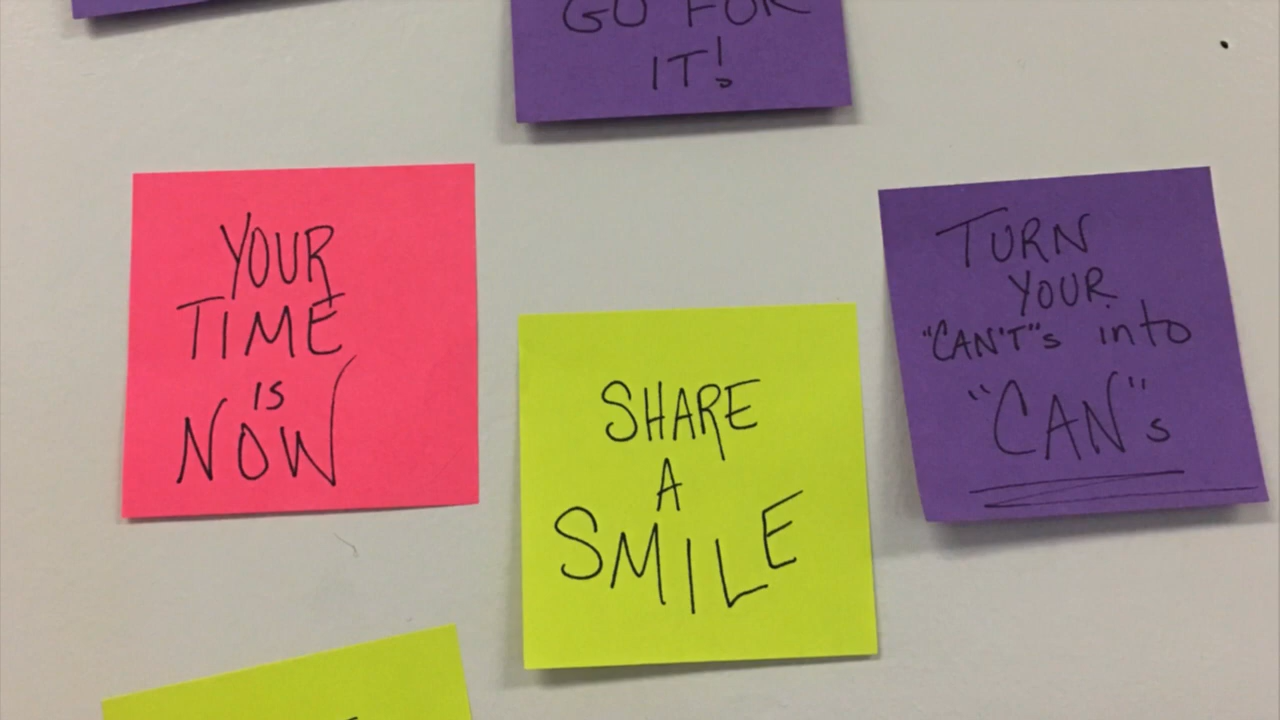 GO FOR
IT!
YOUR
TIME
IS
NOW
SHARE
A
SMILE
TURN
YOUR
"CAN'T"s into
"CAN"s